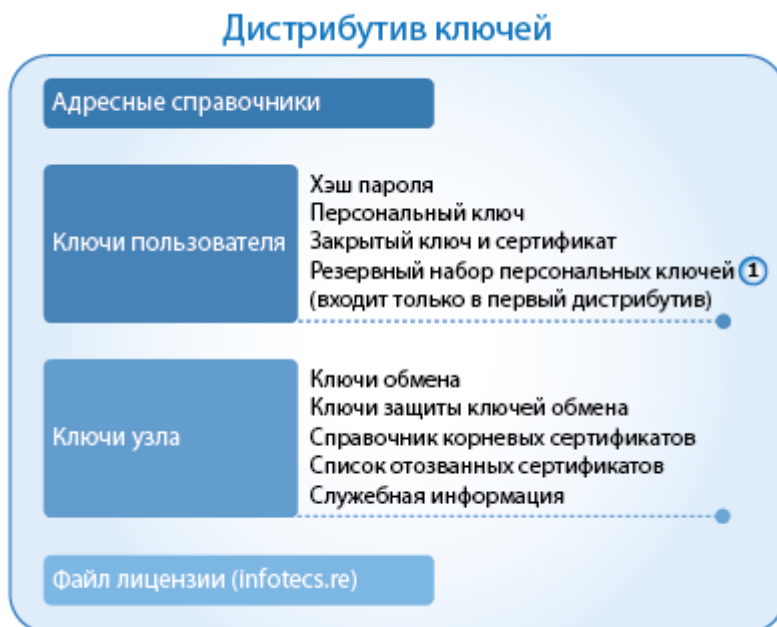 Дистрибутив ключей
Адресные справочники
Ключи пользователя
Хэш пароля
Персональный ключ
Закрытый ключ и сертификат
Резервный набор персональных ключей 1
(входит только в первый дистрибутив)
Ключи узла
Ключи обмена
Ключи защиты ключей обмена
Справочник корневых сертификатов
Список отозванных сертификатов
Служебная информация
Файл лицензии (infotecs.re)